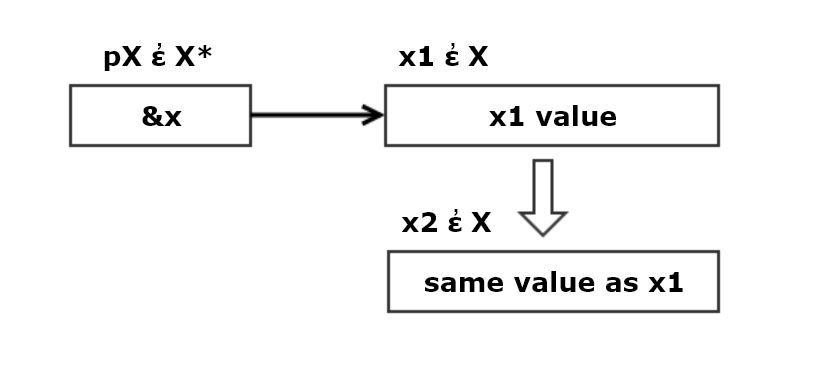 pX ἐ X*
x1 ἐ X
&x
x1 value
x2 ἐ X
same value as x1